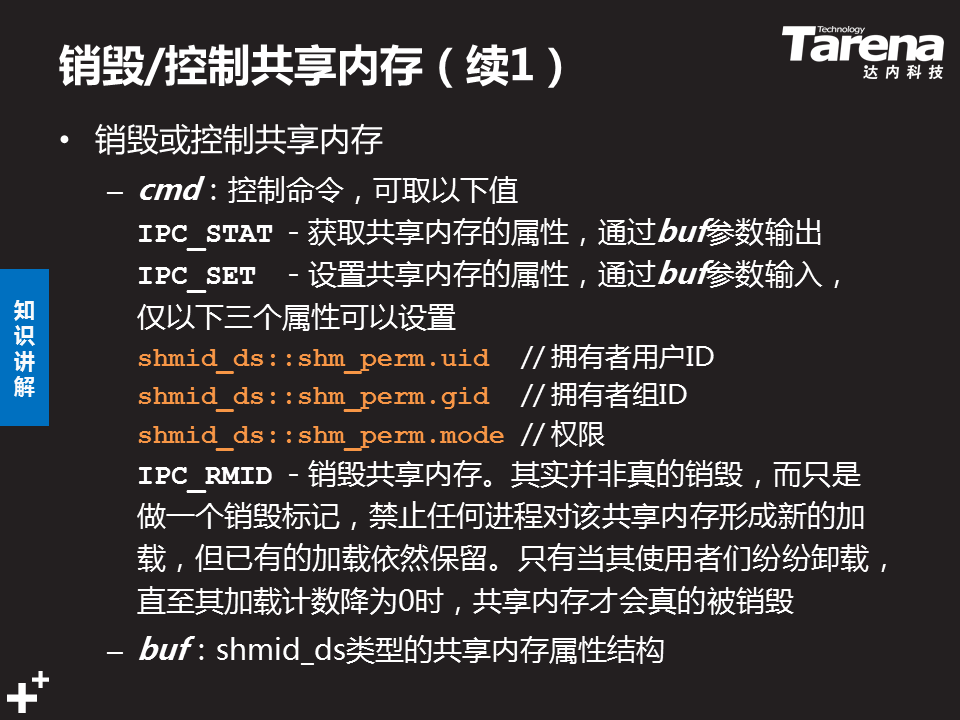 销毁/控制共享内存（续1）
Technology
Tarena
达内科技
• 销毁或控制共享内存
– cmd：控制命令，可取以下值
IPC_STAT - 获取共享内存的属性，通过buf参数输出
IPC_SET - 设置共享内存的属性，通过buf参数输入，
仅以下三个属性可以设置
shmid_ds::shm_perm.uid // 拥有者用户ID
shmid_ds::shm_perm.gid // 拥有者组ID
shmid_ds::shm_perm.mode // 权限
IPC_RMID - 销毁共享内存。其实并非真的销毁，而只是
做一个销毁标记，禁止任何进程对该共享内存形成新的加
载，但已有的加载依然保留。只有当其使用者们纷纷卸载，
直至其加载计数降为0时，共享内存才会真的被销毁
– buf：shmid_ds类型的共享内存属性结构
知
识
讲
解